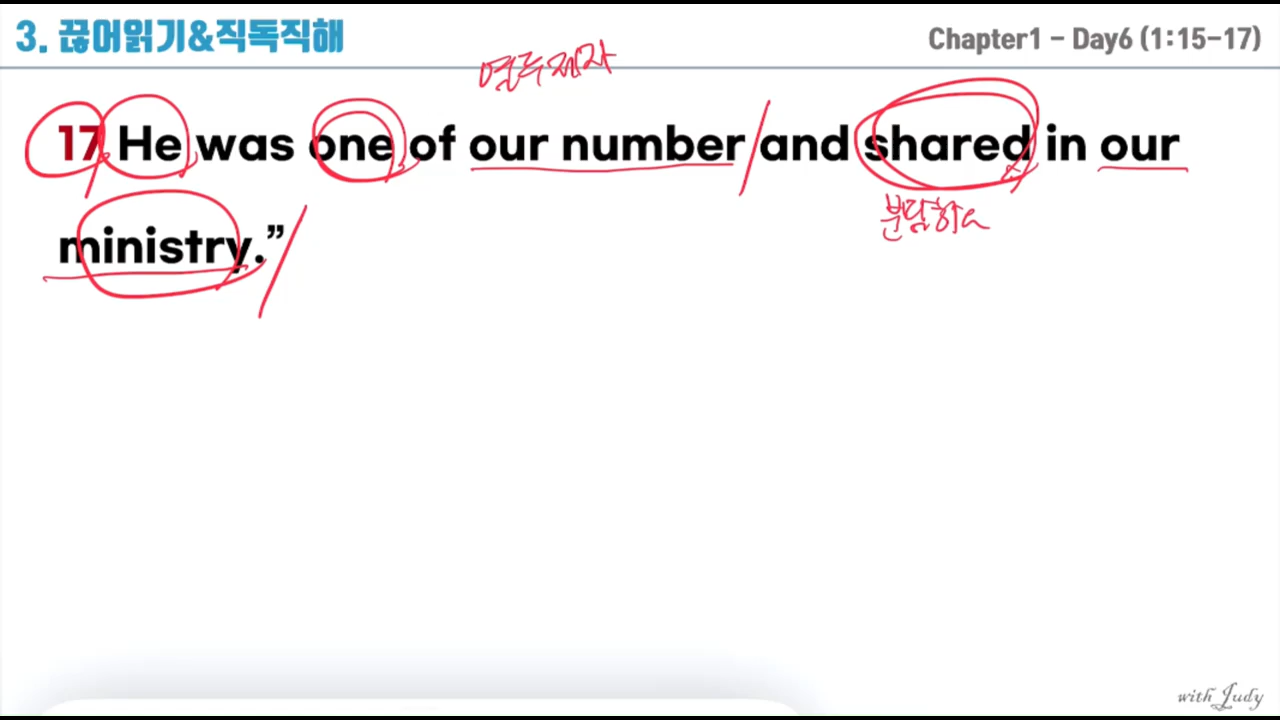 3. 끊어읽기&직독직해
Chapter1 - Day6 (1:15-17)
열두제자
17 He was one of our number / and shared in our
분담하다
ministry.” /
with Judy